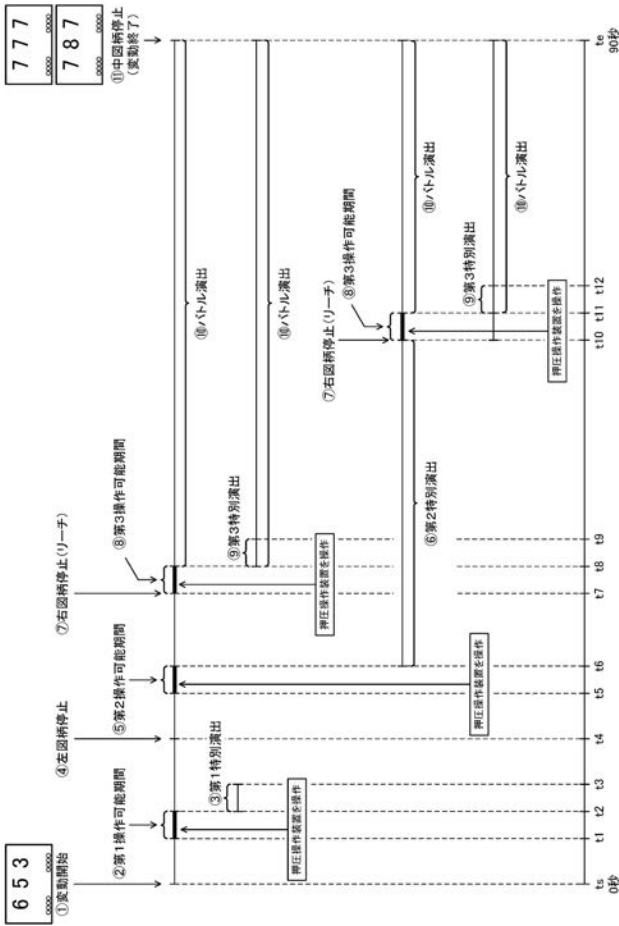 6 5 3
0000 0000
①変動開始
②第1操作可能期間
③第1特別演出
押圧操作装置を操作
④左図柄停止
⑤第2操作可能期間
押圧操作装置を操作
⑥第2特別演出
⑦右図柄停止(リーチ)
⑧第3操作可能期間
⑨第3特別演出
押圧操作装置を操作
⑩バトル演出
⑩バトル演出
⑦右図柄停止(リーチ)
⑧第3操作可能期間
⑨第3特別演出
押圧操作装置を操作
⑩バトル演出
⑩バトル演出
7 7 7
0000 0000
7 8 7
0000 0000
⑪中図柄停止
(変動終了)
ts t1 t2 t3 t4 t5 t6 t7 t8 t9 t10 t11 t12 te
0秒 90秒